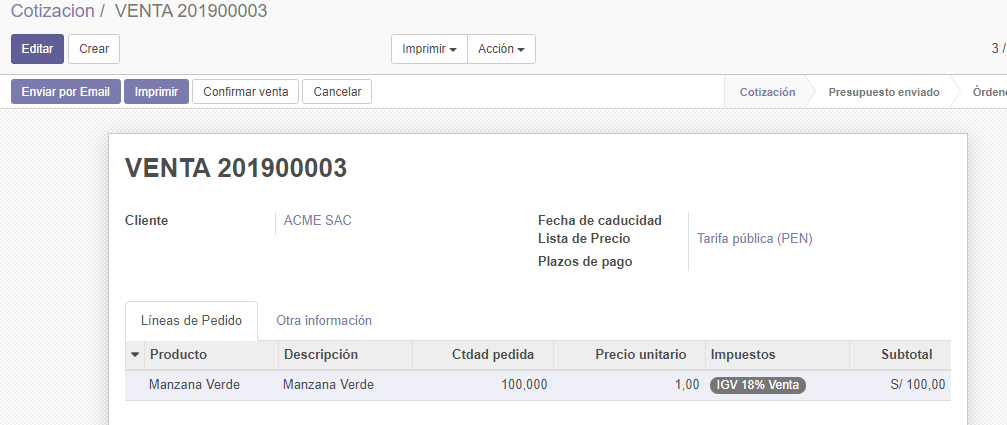 Cotizacion / VENTA 201900003
Editar Crear Imprimir Acción 3 /
Enviar por Email Imprimir Confirmar venta Cancelar Cotización Presupuesto enviado Órdene
VENTA 201900003
Cliente ACME SAC Fecha de caducidad
Lista de Precio Tarifa pública (PEN)
Plazos de pago
Líneas de Pedido Otra información
Producto Descripción Ctdad pedida Precio unitario Impuestos Subtotal
Manzana Verde Manzana Verde 100,000 1,00 IGV 18% Venta S/ 100,00